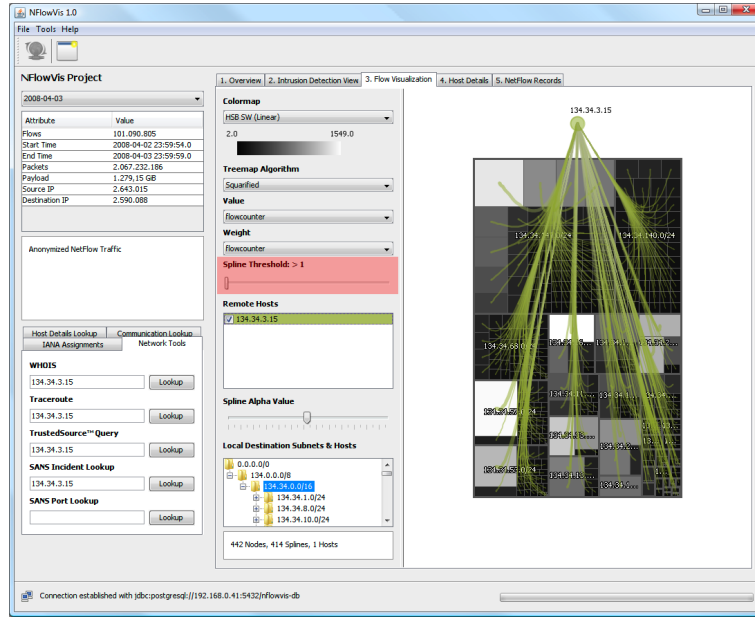 NFlowVis 1.0
File Tools Help
NFlowVis Project
2008-04-03
Attribute Value
Flows 101.090.805
Start Time 2008-04-02 23:59:54.0
End Time 2008-04-03 23:59:59.0
Packets 2.067.232.186
Payload 1.279,15 GB
Source IP 2.643.015
Destination IP 2.590.088
Anonymized NetFlow Traffic
Host Details Lookup Communication Lookup
IANA Assignments Network Tools
WHOIS
134.34.3.15 Lookup
Traceroute
134.34.3.15 Lookup
TrustedSource™ Query
134.34.3.15 Lookup
SANS Incident Lookup
134.34.3.15 Lookup
SANS Port Lookup
Lookup
1. Overview 2. Intrusion Detection View 3. Flow Visualization 4. Host Details 5. NetFlow Records
Colormap
HSB SW (Linear)
2.0 1549.0
Treemap Algorithm
Squarified
Value
flowcounter
Weight
flowcounter
Spline Threshold: > 1
Remote Hosts
134.34.3.15
Spline Alpha Value
Local Destination Subnets & Hosts
0.0.0.0/0
134.0.0.0/8
134.34.0.0/16
134.34.1.0/24
134.34.8.0/24
134.34.10.0/24
442 Nodes, 414 Splines, 1 Hosts
134.34.3.15
134.34.53.0/24
Connection established with jdbc:postgresql://192.168.0.41:5432/nflowvis-db